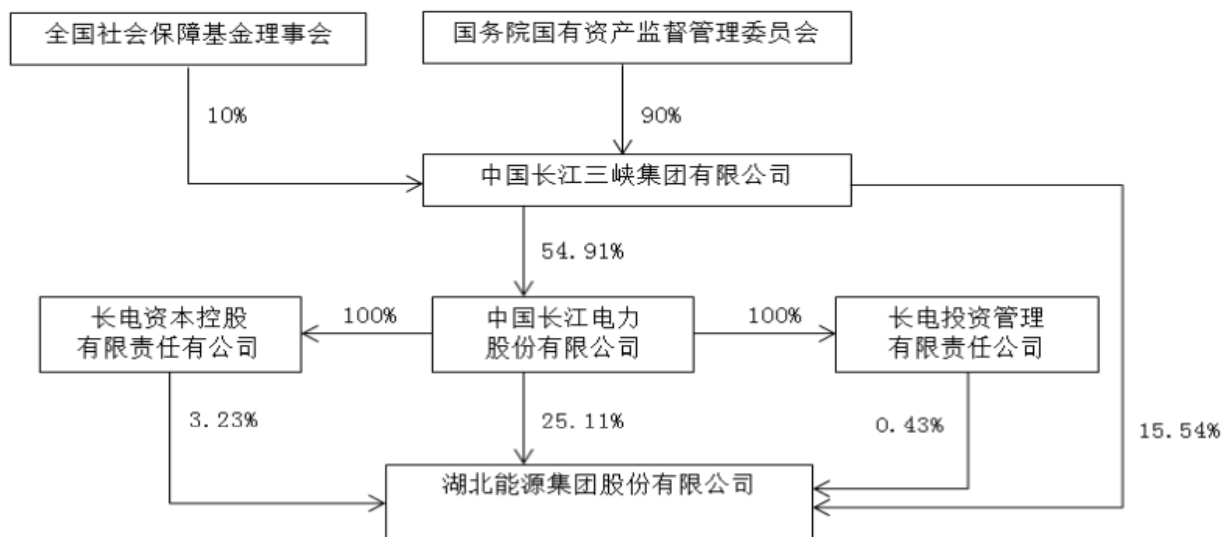 全国社会保障基金理事会
国务院国有资产监督管理委员会
10%
90%
中国长江三峡集团有限公司
54.91%
长电资本控股
有限责任有公司
100%
中国长江电力
股份有限公司
100%
长电投资管理
有限责任公司
3.23%
25.11%
0.43%
15.54%
湖北能源集团股份有限公司